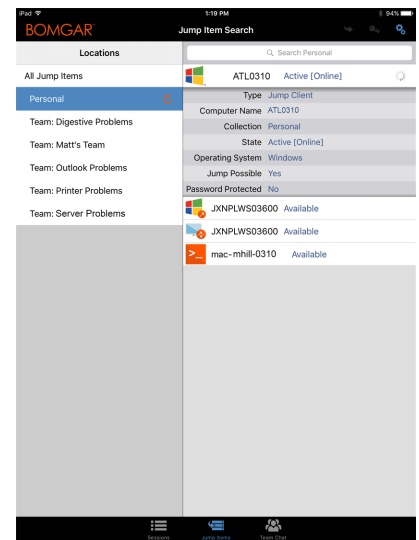 iPad 1:19 PM 94%
BOMGAR™ Jump Item Search
Locations
Search Personal
All Jump Items
Personal
Team: Digestive Problems
Team: Matt's Team
Team: Outlook Problems
Team: Printer Problems
Team: Server Problems
ATL0310 Active [Online]
Type Jump Client
Computer Name ATL0310
Collection Personal
State Active [Online]
Operating System Windows
Jump Possible Yes
Password Protected No
JXNPLWS03600 Available
JXNPLWS03600 Available
mac-mhill-0310 Available
Sessions Jump Items Team Chat